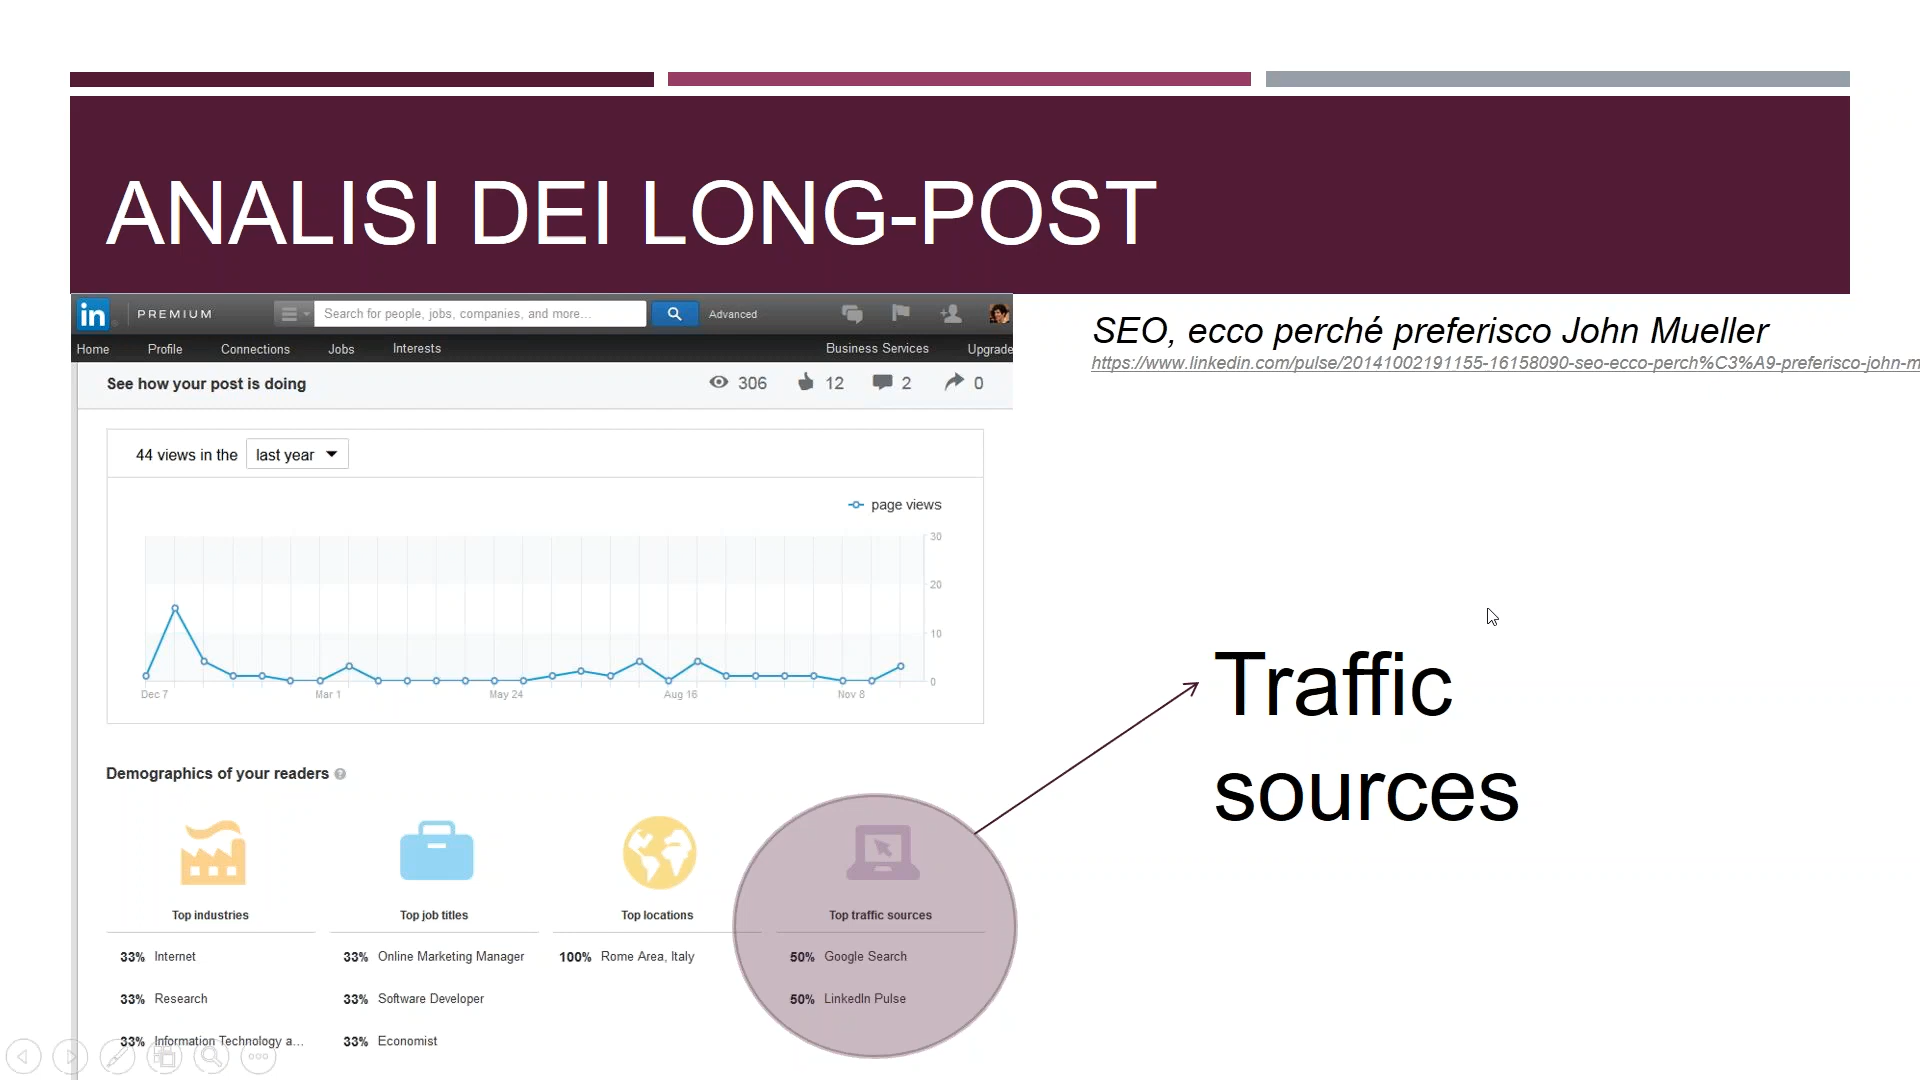 ANALISI DEI LONG-POST
in PREMIUM Search for people, jobs, companies, and more... Advanced
Home Profile Connections Jobs Interests Business Services Upgrade
See how your post is doing 306 12 2 0
SEO, ecco perché preferisco John Mueller
https://www.linkedin.com/pulse/20141002191155-16158090-seo-ecco-perch%C3%A9-preferisco-john-m
44 views in the last year
page views
30
20
10
0
Dec 7 Mar 1 May 24 Aug 16 Nov 8
Traffic
sources
Demographics of your readers ?
Top industries Top job titles Top locations Top traffic sources
33% Internet 33% Online Marketing Manager 100% Rome Area, Italy 50% Google Search
33% Research 33% Software Developer 50% LinkedIn Pulse
33% Information Technology a... 33% Economist